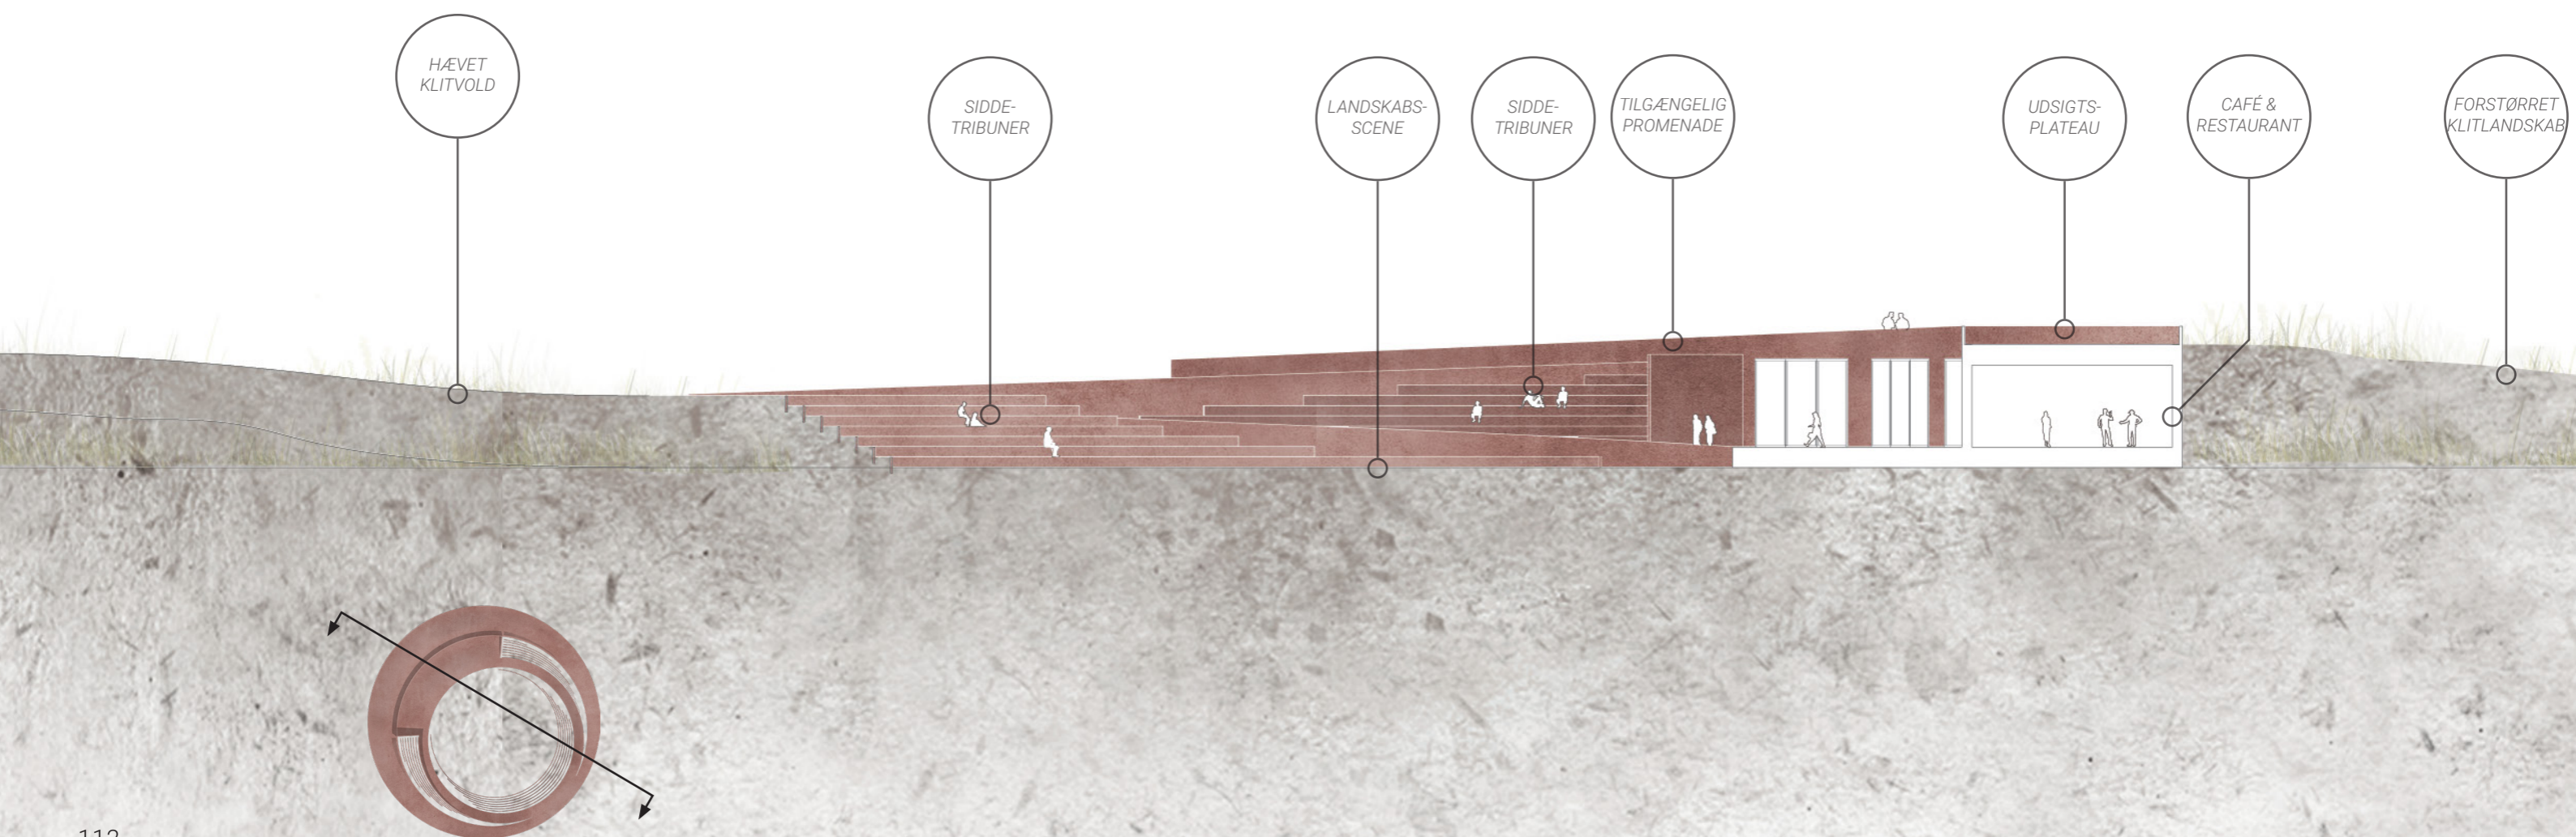 HÆVET
KLITVOLD
SIDDE-
TRIBUNER
LANDSKABS-
SCENE
SIDDE-
TRIBUNER
TILGÆNGELIG
PROMENADE
UDSIGTS-
PLATEAU
CAFÉ &
RESTAURANT
FORSTØRRET
KLITLANDSKAB